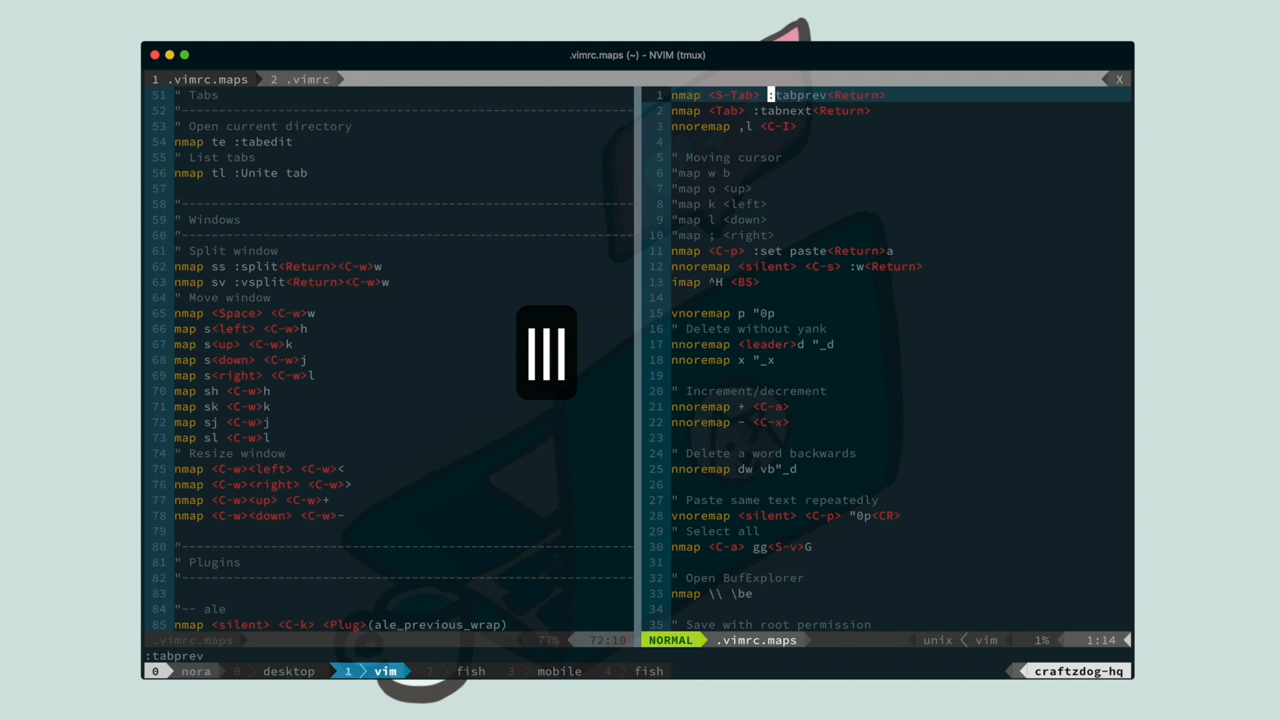 .vimrc.maps (~) - NVIM (tmux)
1 .vimrc.maps 2 .vimrc X
51 " Tabs
52 "--------------------------------------------------------------
53 " Open current directory
54 nmap te :tabedit
55 " List tabs
56 nmap tl :Unite tab
57
58 "--------------------------------------------------------------
59 " Windows
60 "--------------------------------------------------------------
61 " Split window
62 nmap ss :split<Return><C-w>w
63 nmap sv :vsplit<Return><C-w>w
64 " Move window
65 nmap <Space> <C-w>w
66 map s<left> <C-w>h
67 map s<up> <C-w>k
68 map s<down> <C-w>j
69 map s<right> <C-w>l
70 map sh <C-w>h
71 map sk <C-w>k
72 map sj <C-w>j
73 map sl <C-w>l
74 " Resize window
75 nmap <C-w><left> <C-w><
76 nmap <C-w><right> <C-w>>
77 nmap <C-w><up> <C-w>+
78 nmap <C-w><down> <C-w>-
79
80 "--------------------------------------------------------------
81 " Plugins
82 "--------------------------------------------------------------
83
84 "-- ale
85 nmap <silent> <C-k> <Plug>(ale_previous_wrap)
.vimrc.maps 77% 72:10
1 nmap <S-Tab> :tabprev<Return>
2 nmap <Tab> :tabnext<Return>
3 nnoremap ,l <C-I>
4
5 " Moving cursor
6 "map w b
7 "map o <up>
8 "map k <left>
9 "map l <down>
10 "map ; <right>
11 nmap <C-p> :set paste<Return>a
12 nnoremap <silent> <C-s> :w<Return>
13 imap ^H <BS>
14
15 vnoremap p "0p
16 " Delete without yank
17 nnoremap <leader>d "_d
18 nnoremap x "_x
19
20 " Increment/decrement
21 nnoremap + <C-a>
22 nnoremap - <C-x>
23
24 " Delete a word backwards
25 nnoremap dw vb"_d
26
27 " Paste same text repeatedly
28 vnoremap <silent> <C-p> "0p<CR>
29 " Select all
30 nmap <C-a> gg<S-v>G
31
32 " Open BufExplorer
33 nmap \\ \be
34
35 " Save with root permission
NORMAL .vimrc.maps unix vim 1% 1:14
:tabprev
0 nora 0 desktop 1 vim 2 fish 3 mobile 4 fish craftzdog-hq